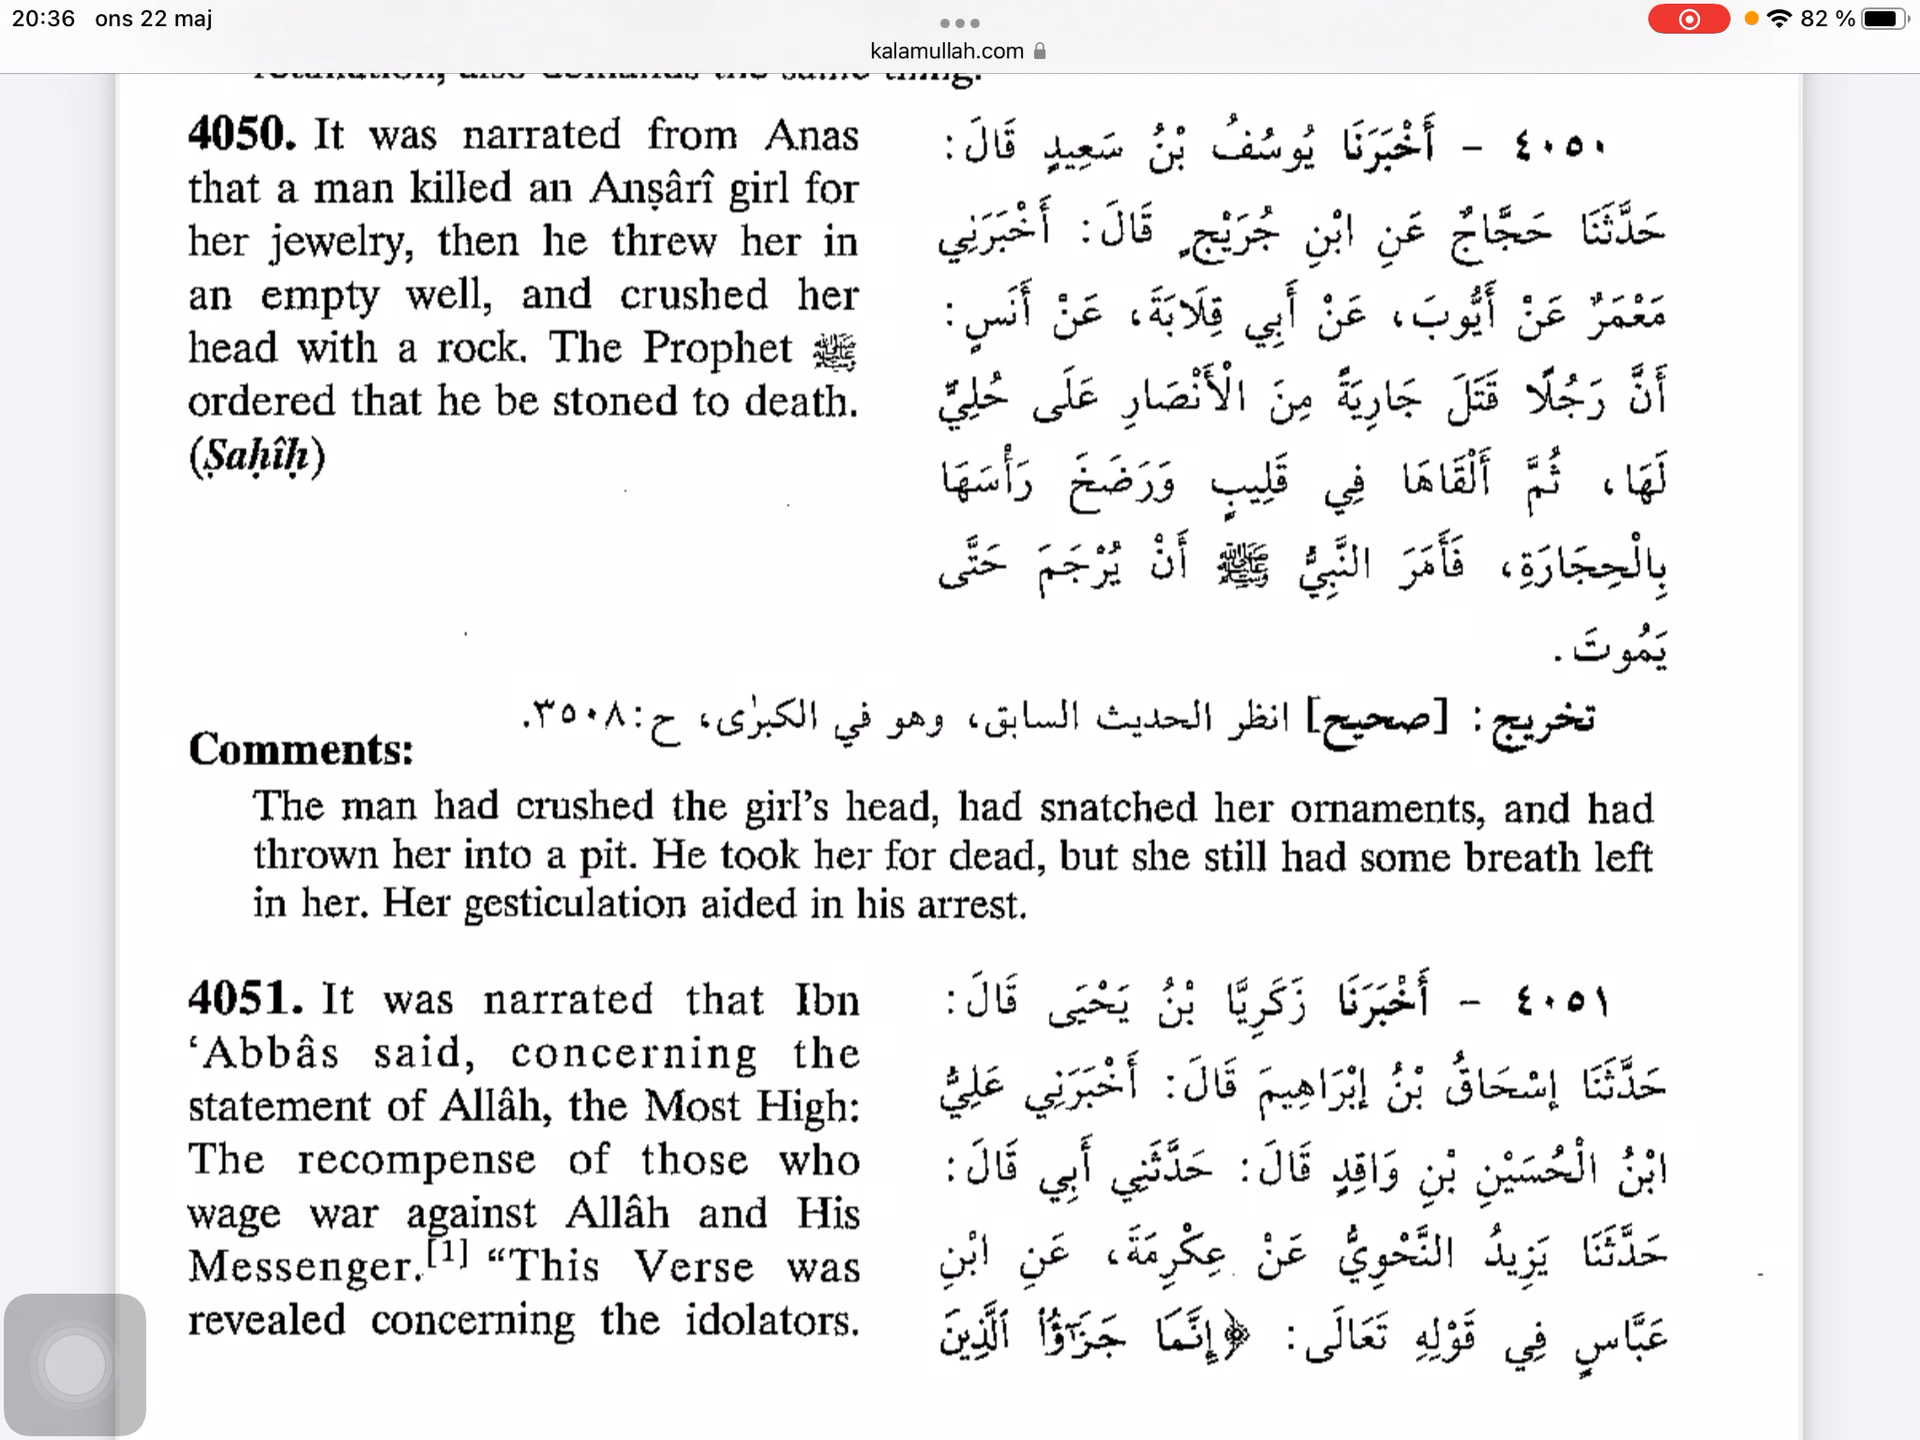 20:36 ons 22 maj
82 %
kalamullah.com
retaliation, also demands the same thing.
4050. It was narrated from Anas
that a man killed an Anṣârî girl for
her jewelry, then he threw her in
an empty well, and crushed her
head with a rock. The Prophet ﷺ
ordered that he be stoned to death.
(Ṣaḥîḥ)
٤٠٥٠ - أَخْبَرَنَا يُوسُفُ بْنُ سَعِيدٍ قَالَ:
حَدَّثَنَا حَجَّاجٌ عَنِ ابْنِ جُرَيْجٍ قَالَ: أَخْبَرَنِي
مَعْمَرٌ عَنْ أَيُّوبَ، عَنْ أَبِي قِلَابَةَ، عَنْ أَنَسٍ:
أَنَّ رَجُلًا قَتَلَ جَارِيَةً مِنَ الْأَنْصَارِ عَلَى حُلِيٍّ
لَهَا، ثُمَّ أَلْقَاهَا فِي قَلِيبٍ وَرَضَخَ رَأْسَهَا
بِالْحِجَارَةِ، فَأَمَرَ النَّبِيُّ ﷺ أَنْ يُرْجَمَ حَتَّى
يَمُوتَ.
تخريج: [صحيح] انظر الحديث السابق، وهو في الكبرٰى، ح:٣٥٠٨.
Comments:
The man had crushed the girl's head, had snatched her ornaments, and had
thrown her into a pit. He took her for dead, but she still had some breath left
in her. Her gesticulation aided in his arrest.
4051. It was narrated that Ibn
‘Abbâs said, concerning the
statement of Allâh, the Most High:
The recompense of those who
wage war against Allâh and His
Messenger.[1] “This Verse was
revealed concerning the idolators.
٤٠٥١ - أَخْبَرَنَا زَكَرِيَّا بْنُ يَحْيَى قَالَ:
حَدَّثَنَا إِسْحَاقُ بْنُ إِبْرَاهِيمَ قَالَ: أَخْبَرَنِي عَلِيُّ
ابْنُ الْحُسَيْنِ بْنِ وَاقِدٍ قَالَ: حَدَّثَنِي أَبِي قَالَ:
حَدَّثَنَا يَزِيدُ النَّحْوِيُّ عَنْ عِكْرِمَةَ، عَنِ ابْنِ
عَبَّاسٍ فِي قَوْلِهِ تَعَالَى: ﴿إِنَّمَا جَزَٰٓؤُا۟ ٱلَّذِينَ